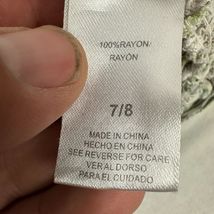 100%RAYON/
RAYON
7/8
MADE IN CHINA
HECHO EN CHINA
SEE REVERSE FOR CARE
VER AL DORSO
PARA EL CUIDADO